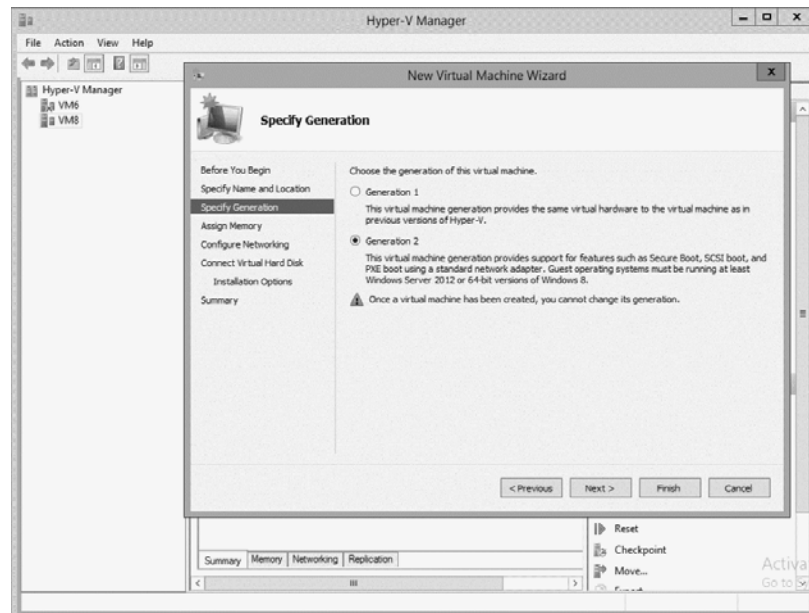 Hyper-V Manager
File Action View Help
Hyper-V Manager
VM6
VM8
New Virtual Machine Wizard
X
Specify Generation
Before You Begin
Specify Name and Location
Specify Generation
Assign Memory
Configure Networking
Connect Virtual Hard Disk
Installation Options
Summary
Choose the generation of this virtual machine.
Generation 1
This virtual machine generation provides the same virtual hardware to the virtual machine as in
previous versions of Hyper-V.
Generation 2
This virtual machine generation provides support for features such as Secure Boot, SCSI boot, and
PXE boot using a standard network adapter. Guest operating systems must be running at least
Windows Server 2012 or 64-bit versions of Windows 8.
Once a virtual machine has been created, you cannot change its generation.
< Previous Next > Finish Cancel
Reset
Checkpoint
Move...
Summary Memory Networking Replication
Activa
Go to